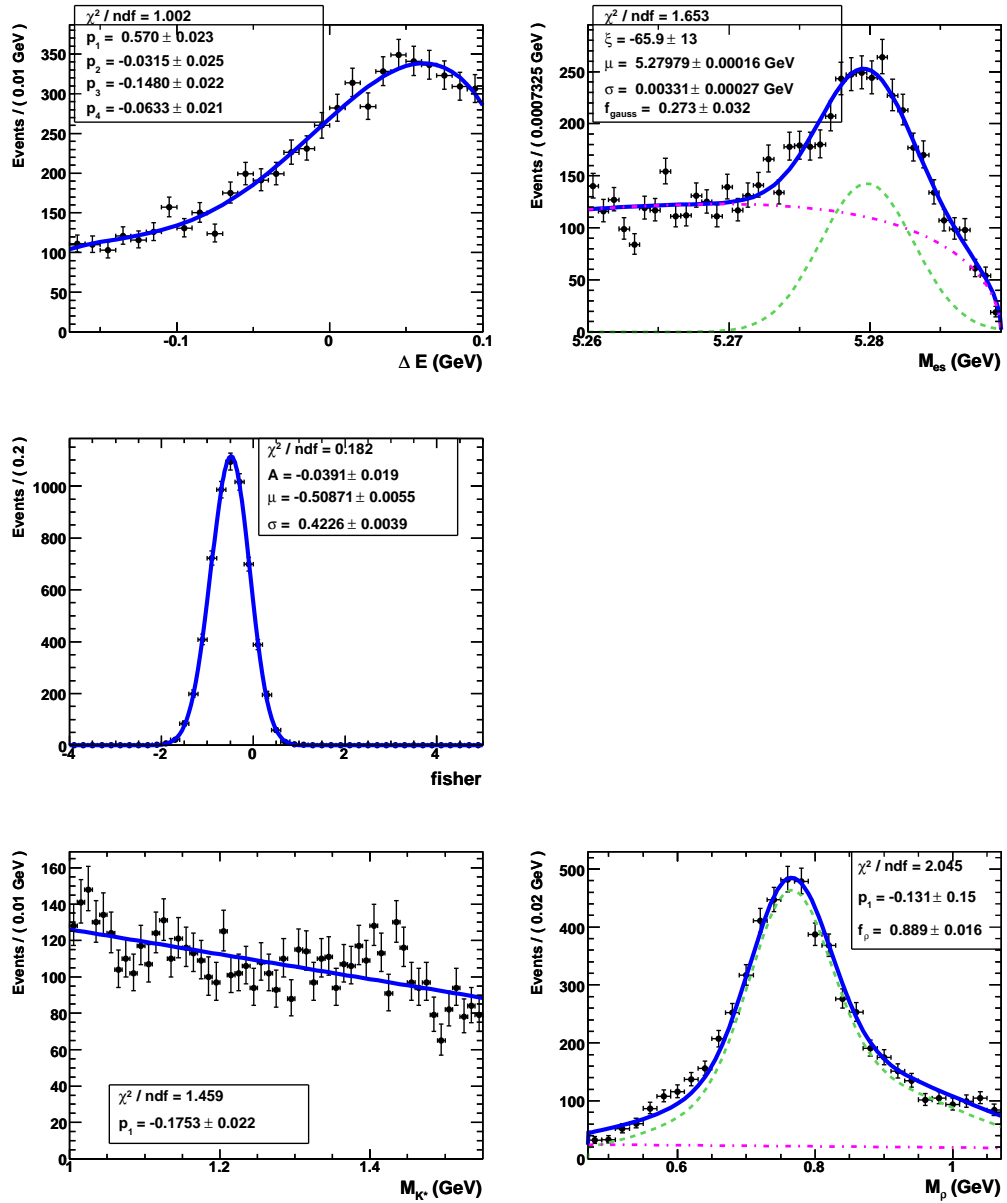 χ² / ndf = 1.002
p₁ = 0.570 ± 0.023
p₂ = -0.0315 ± 0.025
p₃ = -0.1480 ± 0.022
p₄ = -0.0633 ± 0.021
Events / ( 0.01 GeV )
0
50
100
150
200
250
300
350
-0.1
0
0.1
Δ E (GeV)
χ² / ndf = 1.653
ξ = -65.9 ± 13
μ = 5.27979 ± 0.00016 GeV
σ = 0.00331 ± 0.00027 GeV
f_gauss = 0.273 ± 0.032
Events / ( 0.0007325 GeV )
0
50
100
150
200
250
5.26
5.27
5.28
M_es (GeV)
χ² / ndf = 0.182
A = -0.0391 ± 0.019
μ = -0.50871 ± 0.0055
σ = 0.4226 ± 0.0039
Events / ( 0.2 )
0
200
400
600
800
1000
-4
-2
0
2
4
fisher
χ² / ndf = 1.459
p₁ = -0.1753 ± 0.022
Events / ( 0.01 GeV )
0
20
40
60
80
100
120
140
160
1
1.2
1.4
M_K* (GeV)
χ² / ndf = 2.045
p₁ = -0.131 ± 0.15
f_ρ = 0.889 ± 0.016
Events / ( 0.02 GeV )
0
100
200
300
400
500
0.6
0.8
1
M_ρ (GeV)